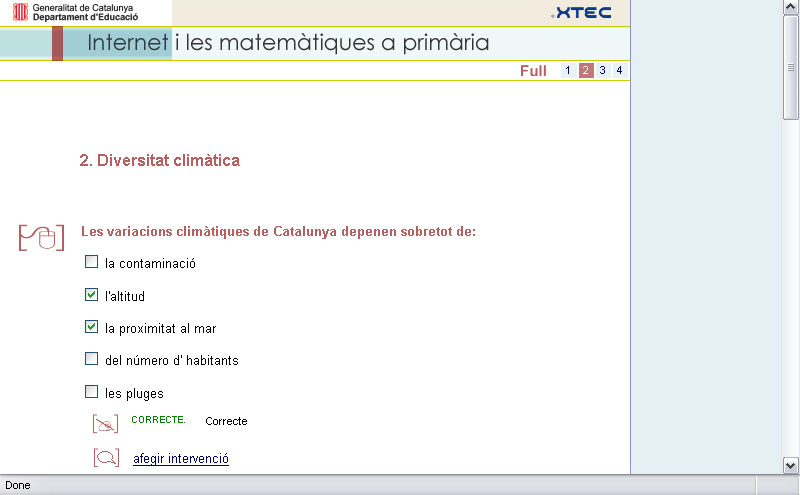 Generalitat de Catalunya
Departament d'Educació
XTEC
Internet i les matemàtiques a primària
Full 1 2 3 4
2. Diversitat climàtica
Les variacions climàtiques de Catalunya depenen sobretot de:
la contaminació
l'altitud
la proximitat al mar
del número d' habitants
les pluges
CORRECTE. Correcte
afegir intervenció
Done